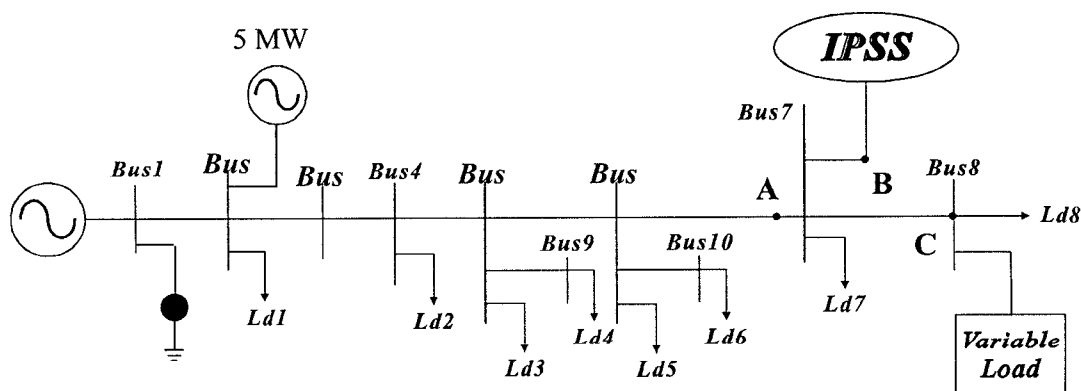 5 MW
IPSS
Bus7
Bus1
Bus
Bus
Bus4
Bus
Bus
A
B
Bus8
Ld8
C
Bus9
Bus10
Ld1
Ld2
Ld3
Ld4
Ld5
Ld6
Ld7
Variable
Load